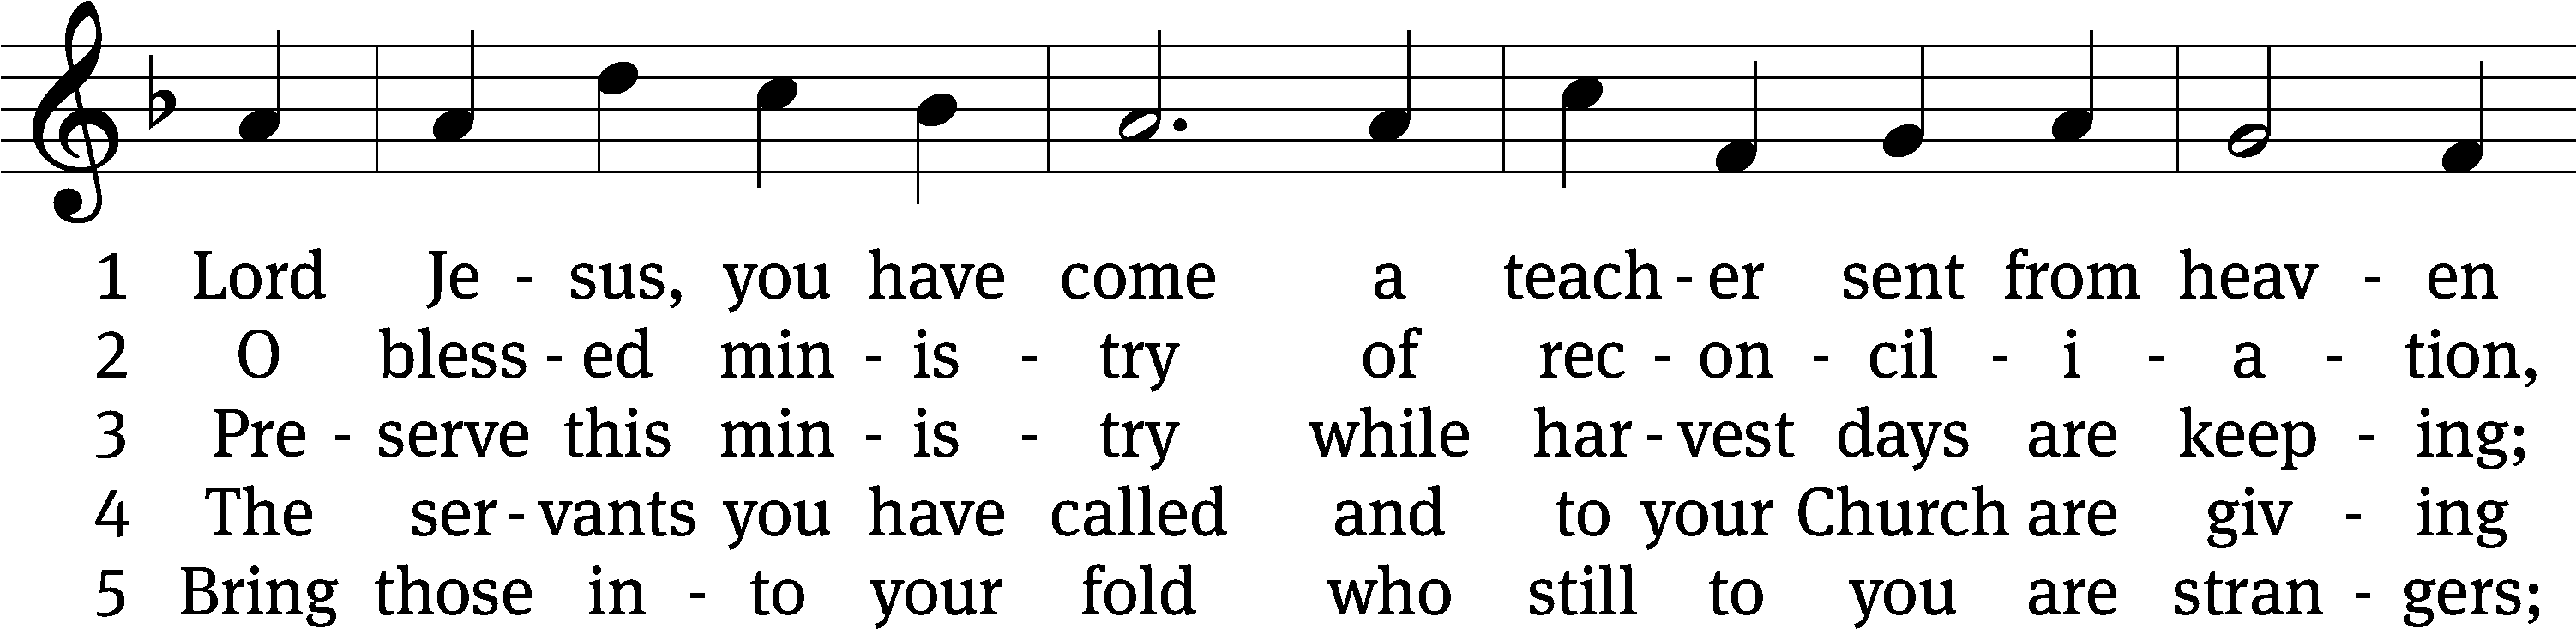 1 Lord Je - sus, you have come a teach - er sent from heav - en
2 O bless - ed min - is - try of rec - on - cil - i - a - tion,
3 Pre - serve this min - is - try while har - vest days are keep - ing;
4 The ser - vants you have called and to your Church are giv - ing
5 Bring those in - to your fold who still to you are stran - gers;